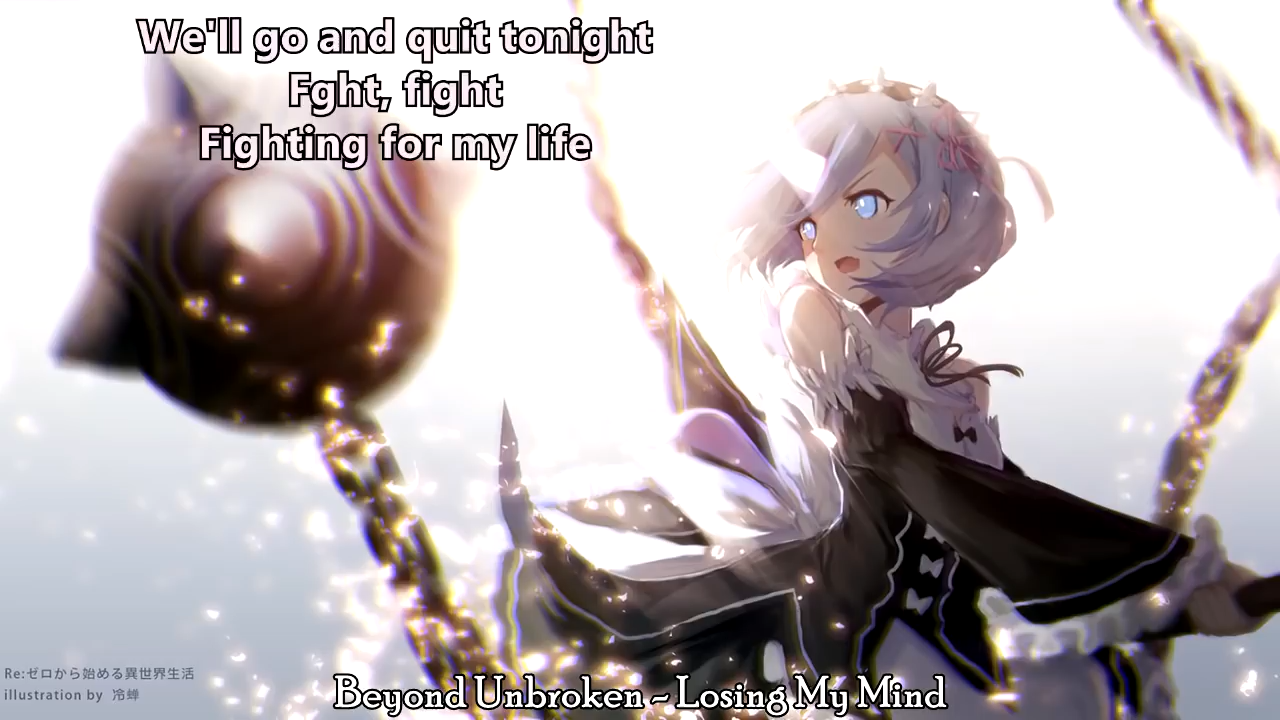 We'll go and quit tonight
Fght, fight
Fighting for my life
Re:ゼロから始める異世界生活
illustration by 冷蝉
Beyond Unbroken - Losing My Mind